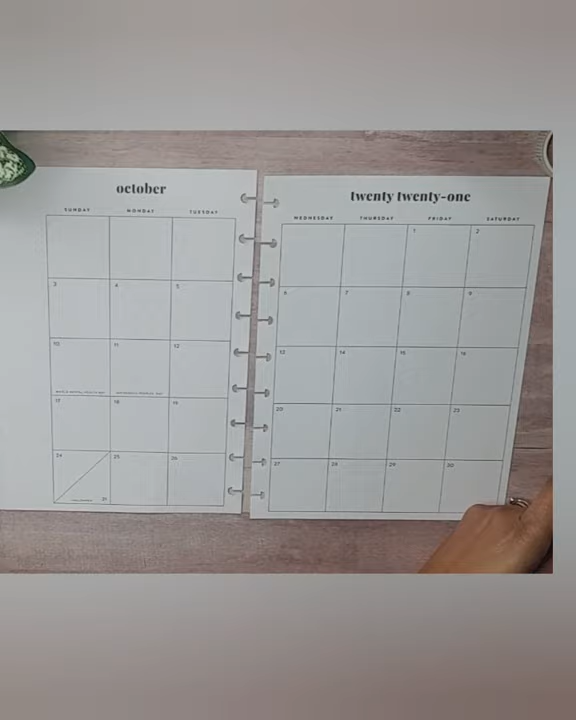 october
twenty twenty-one
SUNDAY MONDAY TUESDAY WEDNESDAY THURSDAY FRIDAY SATURDAY
1 2
3 4 5 6 7 8 9
10 11 12 13 14 15 16
17 18 19 20 21 22 23
24 25 26 27 28 29 30
31